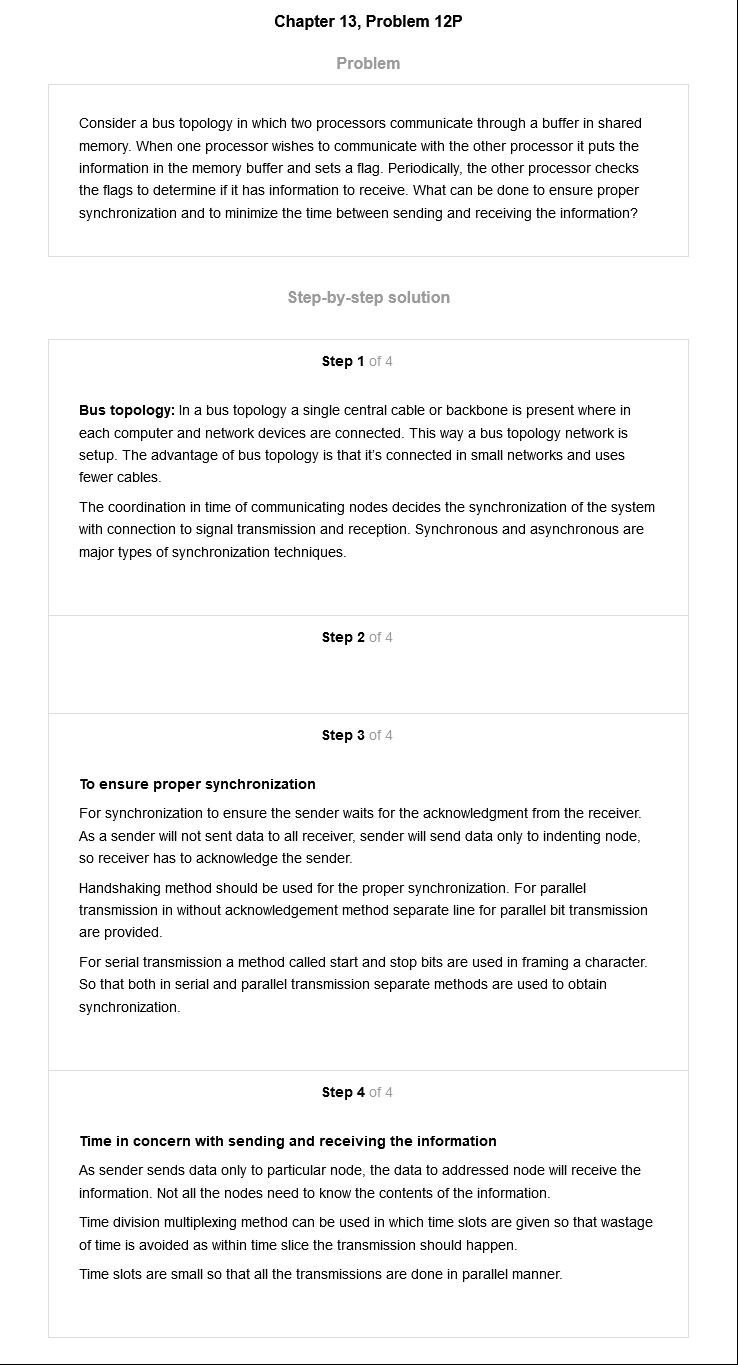 Chapter 13, Problem 12P
Problem
Consider a bus topology in which two processors communicate through a buffer in shared
memory. When one processor wishes to communicate with the other processor it puts the
information in the memory buffer and sets a flag. Periodically, the other processor checks
the flags to determine if it has information to receive. What can be done to ensure proper
synchronization and to minimize the time between sending and receiving the information?
Step-by-step solution
Step 1 of 4
Bus topology: In a bus topology a single central cable or backbone is present where in
each computer and network devices are connected. This way a bus topology network is
setup. The advantage of bus topology is that it's connected in small networks and uses
fewer cables.
The coordination in time of communicating nodes decides the synchronization of the system
with connection to signal transmission and reception. Synchronous and asynchronous are
major types of synchronization techniques.
Step 2 of 4
Step 3 of 4
To ensure proper synchronization
For synchronization to ensure the sender waits for the acknowledgment from the receiver.
As a sender will not sent data to all receiver, sender will send data only to indenting node,
so receiver has to acknowledge the sender.
Handshaking method should be used for the proper synchronization. For parallel
transmission in without acknowledgement method separate line for parallel bit transmission
are provided.
For serial transmission a method called start and stop bits are used in framing a character.
So that both in serial and parallel transmission separate methods are used to obtain
synchronization.
Step 4 of 4
Time in concern with sending and receiving the information
As sender sends data only to particular node, the data to addressed node will receive the
information. Not all the nodes need to know the contents of the information.
Time division multiplexing method can be used in which time slots are given so that wastage
of time is avoided as within time slice the transmission should happen.
Time slots are small so that all the transmissions are done in parallel manner.